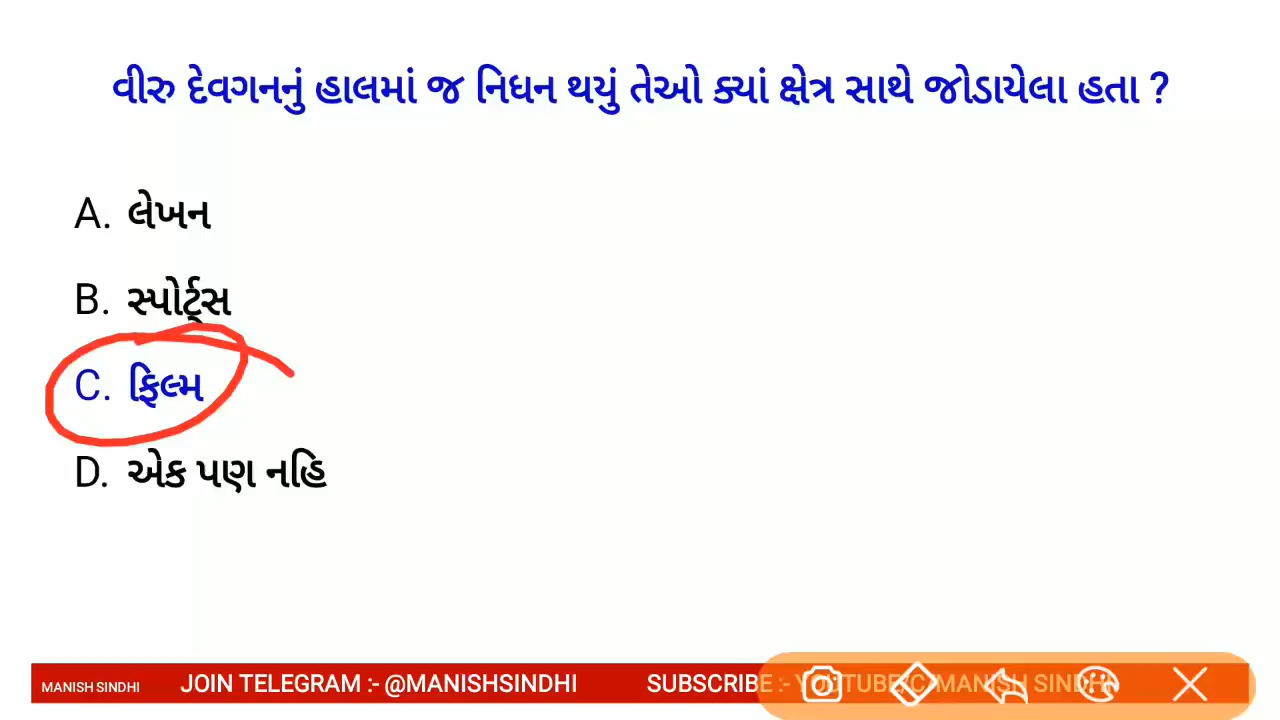 વીરુ દેવગનનું હાલમાં જ નિધન થયું તેઓ ક્યાં ક્ષેત્ર સાથે જોડાયેલા હતા ?
A. લેખન
B. સ્પોર્ટ્સ
C. ફિલ્મ
D. એક પણ નહિ
MANISH SINDHI JOIN TELEGRAM :- @MANISHSINDHI SUBSCRIBE :- YOUTUBE/C/MANISH SINDHI